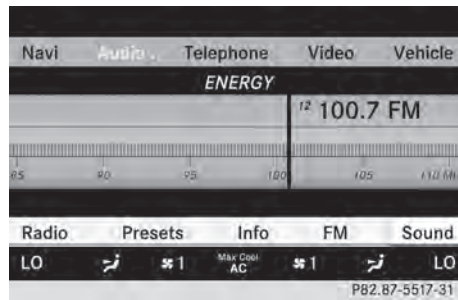 Navi Audio Telephone Video Vehicle
ENERGY
12 100.7 FM
85 90 95 100 105 110 MHz
Radio Presets Info FM Sound
LO 1 Max Cool AC 1 LO
P82.87-5517-31